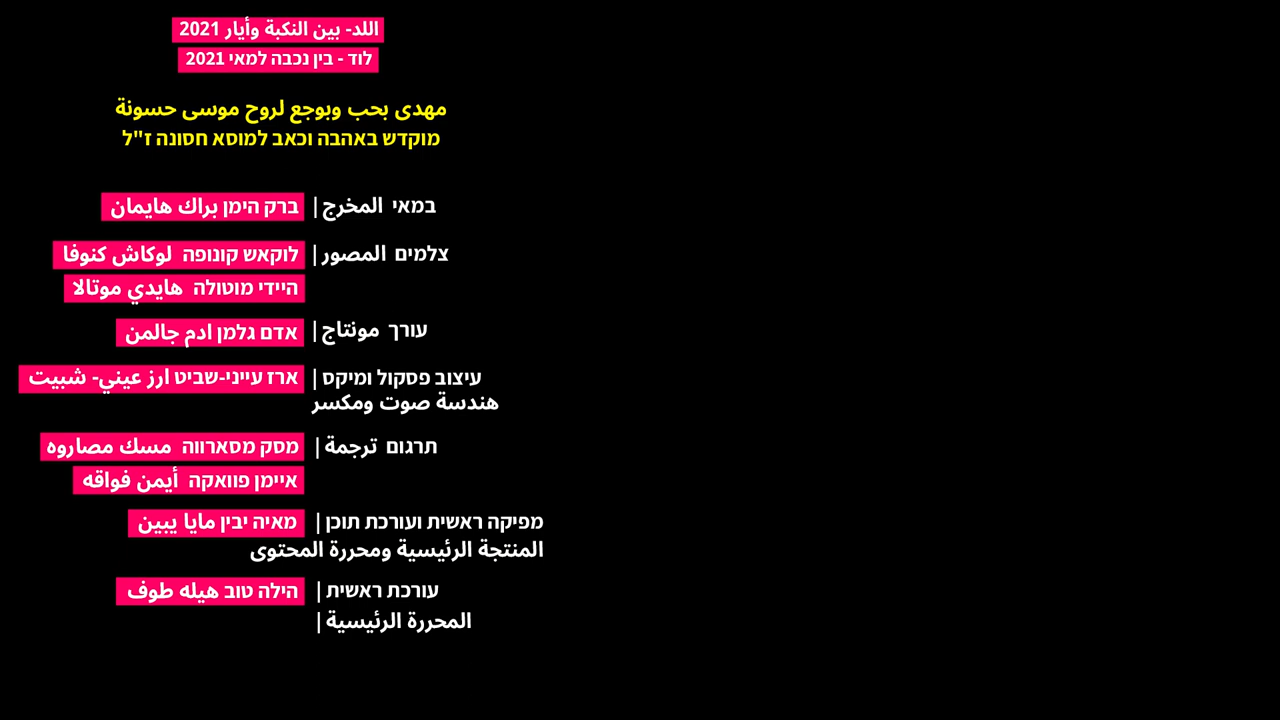 اللد- بين النكبة وأيار 2021
לוד - בין נכבה למאי 2021
مهدى بحب وبوجع لروح موسى حسونة
מוקדש באהבה וכאב למוסא חסונה ז"ל
במאי المخرج | ברק הימן براك هايمان
צלמים المصور | לוקאש קונופה لوكاش كنوفا
היידי מוטולה هايدي موتالا
עורך مونتاج | אדם גלמן ادم جالمن
עיצוב פסקול ומיקס | ארז עייני-שביט ارز عيني- شبيت
هندسة صوت ومكسر
תרגום ترجمة | מסק מסארווה مسك مصاروه
איימן פוואקה أيمن فواقه
מפיקה ראשית ועורכת תוכן | מאיה יבין مايا يبين
المنتجة الرئيسية ومحررة المحتوى
עורכת ראשית | הילה טוב هيله طوف
المحررة الرئيسية |